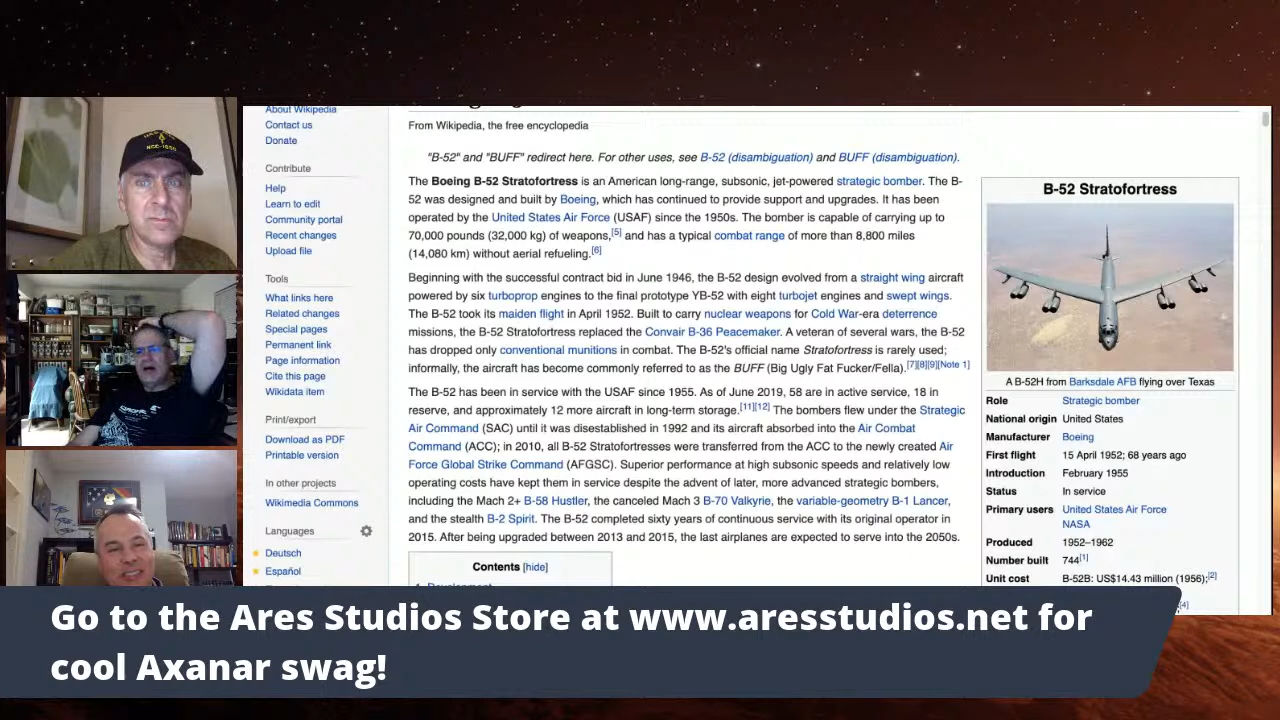 About Wikipedia
Contact us
Donate
Contribute
Help
Learn to edit
Community portal
Recent changes
Upload file
Tools
What links here
Related changes
Special pages
Permanent link
Page information
Cite this page
Wikidata item
Print/export
Download as PDF
Printable version
In other projects
Wikimedia Commons
Languages
Deutsch
Español
From Wikipedia, the free encyclopedia
"B-52" and "BUFF" redirect here. For other uses, see B-52 (disambiguation) and BUFF (disambiguation).
The Boeing B-52 Stratofortress is an American long-range, subsonic, jet-powered strategic bomber. The B-
52 was designed and built by Boeing, which has continued to provide support and upgrades. It has been
operated by the United States Air Force (USAF) since the 1950s. The bomber is capable of carrying up to
70,000 pounds (32,000 kg) of weapons,[5] and has a typical combat range of more than 8,800 miles
(14,080 km) without aerial refueling.[6]
Beginning with the successful contract bid in June 1946, the B-52 design evolved from a straight wing aircraft
powered by six turboprop engines to the final prototype YB-52 with eight turbojet engines and swept wings.
The B-52 took its maiden flight in April 1952. Built to carry nuclear weapons for Cold War-era deterrence
missions, the B-52 Stratofortress replaced the Convair B-36 Peacemaker. A veteran of several wars, the B-52
has dropped only conventional munitions in combat. The B-52's official name Stratofortress is rarely used;
informally, the aircraft has become commonly referred to as the BUFF (Big Ugly Fat Fucker/Fella).[7][8][9][Note 1]
The B-52 has been in service with the USAF since 1955. As of June 2019, 58 are in active service, 18 in
reserve, and approximately 12 more aircraft in long-term storage.[11][12] The bombers flew under the Strategic
Air Command (SAC) until it was disestablished in 1992 and its aircraft absorbed into the Air Combat
Command (ACC); in 2010, all B-52 Stratofortresses were transferred from the ACC to the newly created Air
Force Global Strike Command (AFGSC). Superior performance at high subsonic speeds and relatively low
operating costs have kept them in service despite the advent of later, more advanced strategic bombers,
including the Mach 2+ B-58 Hustler, the canceled Mach 3 B-70 Valkyrie, the variable-geometry B-1 Lancer,
and the stealth B-2 Spirit. The B-52 completed sixty years of continuous service with its original operator in
2015. After being upgraded between 2013 and 2015, the last airplanes are expected to serve into the 2050s.
Contents [hide]
B-52 Stratofortress
A B-52H from Barksdale AFB flying over Texas
Role Strategic bomber
National origin United States
Manufacturer Boeing
First flight 15 April 1952; 68 years ago
Introduction February 1955
Status In service
Primary users United States Air Force
NASA
Produced 1952–1962
Number built 744[1]
Unit cost B-52B: US$14.43 million (1956);[2]
[4]
Go to the Ares Studios Store at www.aresstudios.net for
cool Axanar swag!